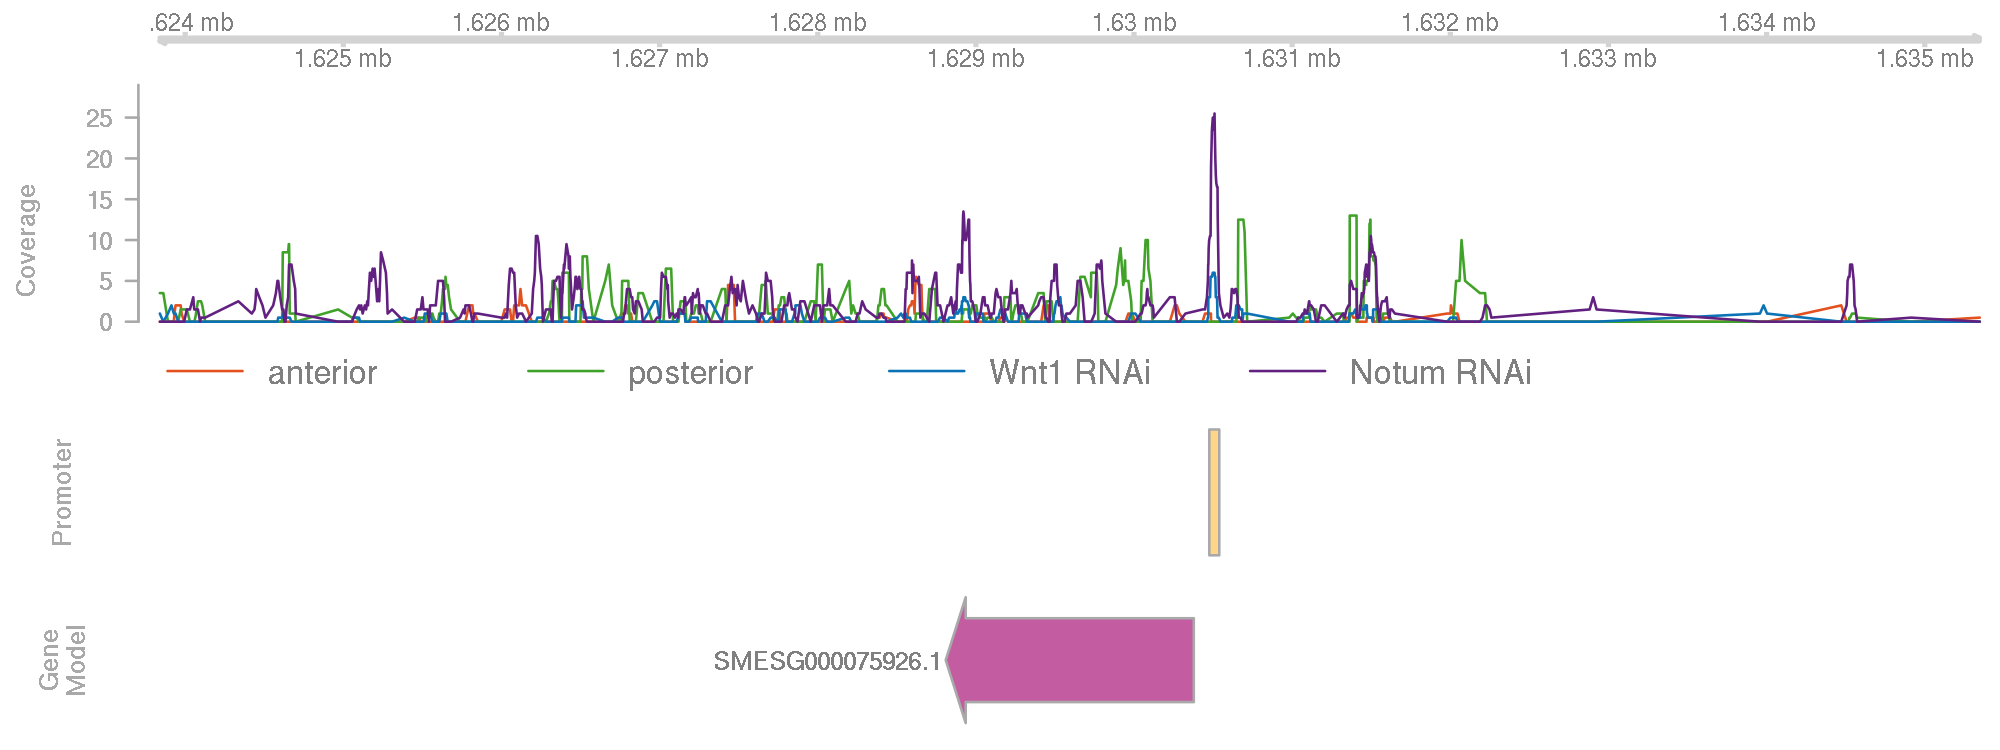 .624 mb 1.626 mb 1.628 mb 1.63 mb 1.632 mb 1.634 mb
1.625 mb 1.627 mb 1.629 mb 1.631 mb 1.633 mb 1.635 mb
Coverage
25
20
15
10
5
0
anterior posterior Wnt1 RNAi Notum RNAi
Promoter
Gene
Model
SMESG000075926.1